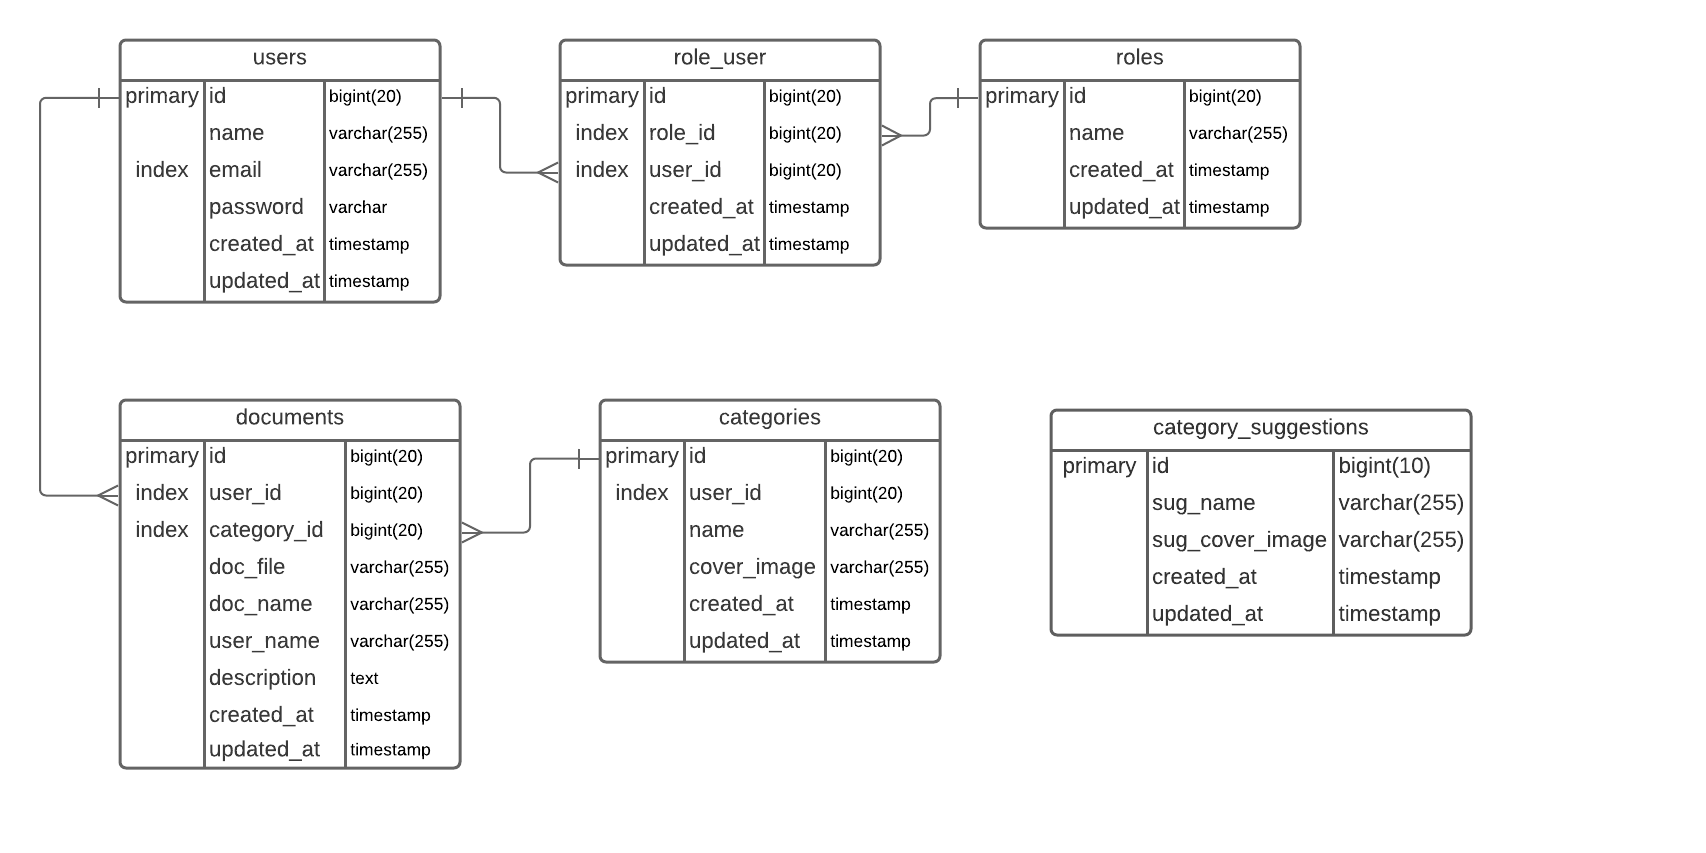 users
primary id bigint(20)
name varchar(255)
index email varchar(255)
password varchar
created_at timestamp
updated_at timestamp
role_user
primary id bigint(20)
index role_id bigint(20)
index user_id bigint(20)
created_at timestamp
updated_at timestamp
roles
primary id bigint(20)
name varchar(255)
created_at timestamp
updated_at timestamp
documents
primary id bigint(20)
index user_id bigint(20)
index category_id bigint(20)
doc_file varchar(255)
doc_name varchar(255)
user_name varchar(255)
description text
created_at timestamp
updated_at timestamp
categories
primary id bigint(20)
index user_id bigint(20)
name varchar(255)
cover_image varchar(255)
created_at timestamp
updated_at timestamp
category_suggestions
primary id bigint(10)
sug_name varchar(255)
sug_cover_image varchar(255)
created_at timestamp
updated_at timestamp